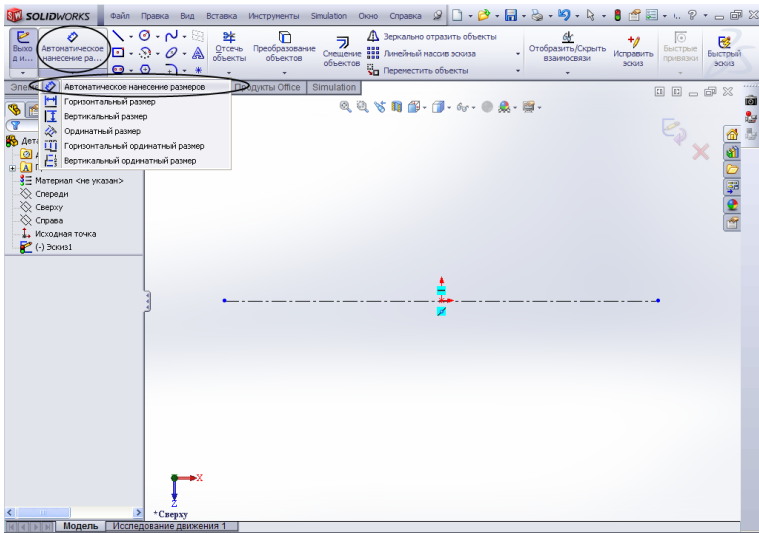 SOLIDWORKS Файл Правка Вид Вставка Инструменты Simulation Окно Справка
Выхо д и...
Автоматическое нанесение ра...
Отсечь объекты
Преобразование объектов
Смещение объектов
Зеркально отразить объекты
Линейный массив эскиза
Переместить объекты
Отобразить/Скрыть взаимосвязи
Исправить эскиз
Быстрые привязки
Быстрый эскиз
Продукты Office Simulation
Автоматическое нанесение размеров
Горизонтальный размер
Вертикальный размер
Ординатный размер
Горизонтальный ординатный размер
Вертикальный ординатный размер
Дета
Материал <не указан>
Спереди
Сверху
Справа
Исходная точка
(-) Эскиз1
X
Z
*Сверху
Модель Исследование движения 1